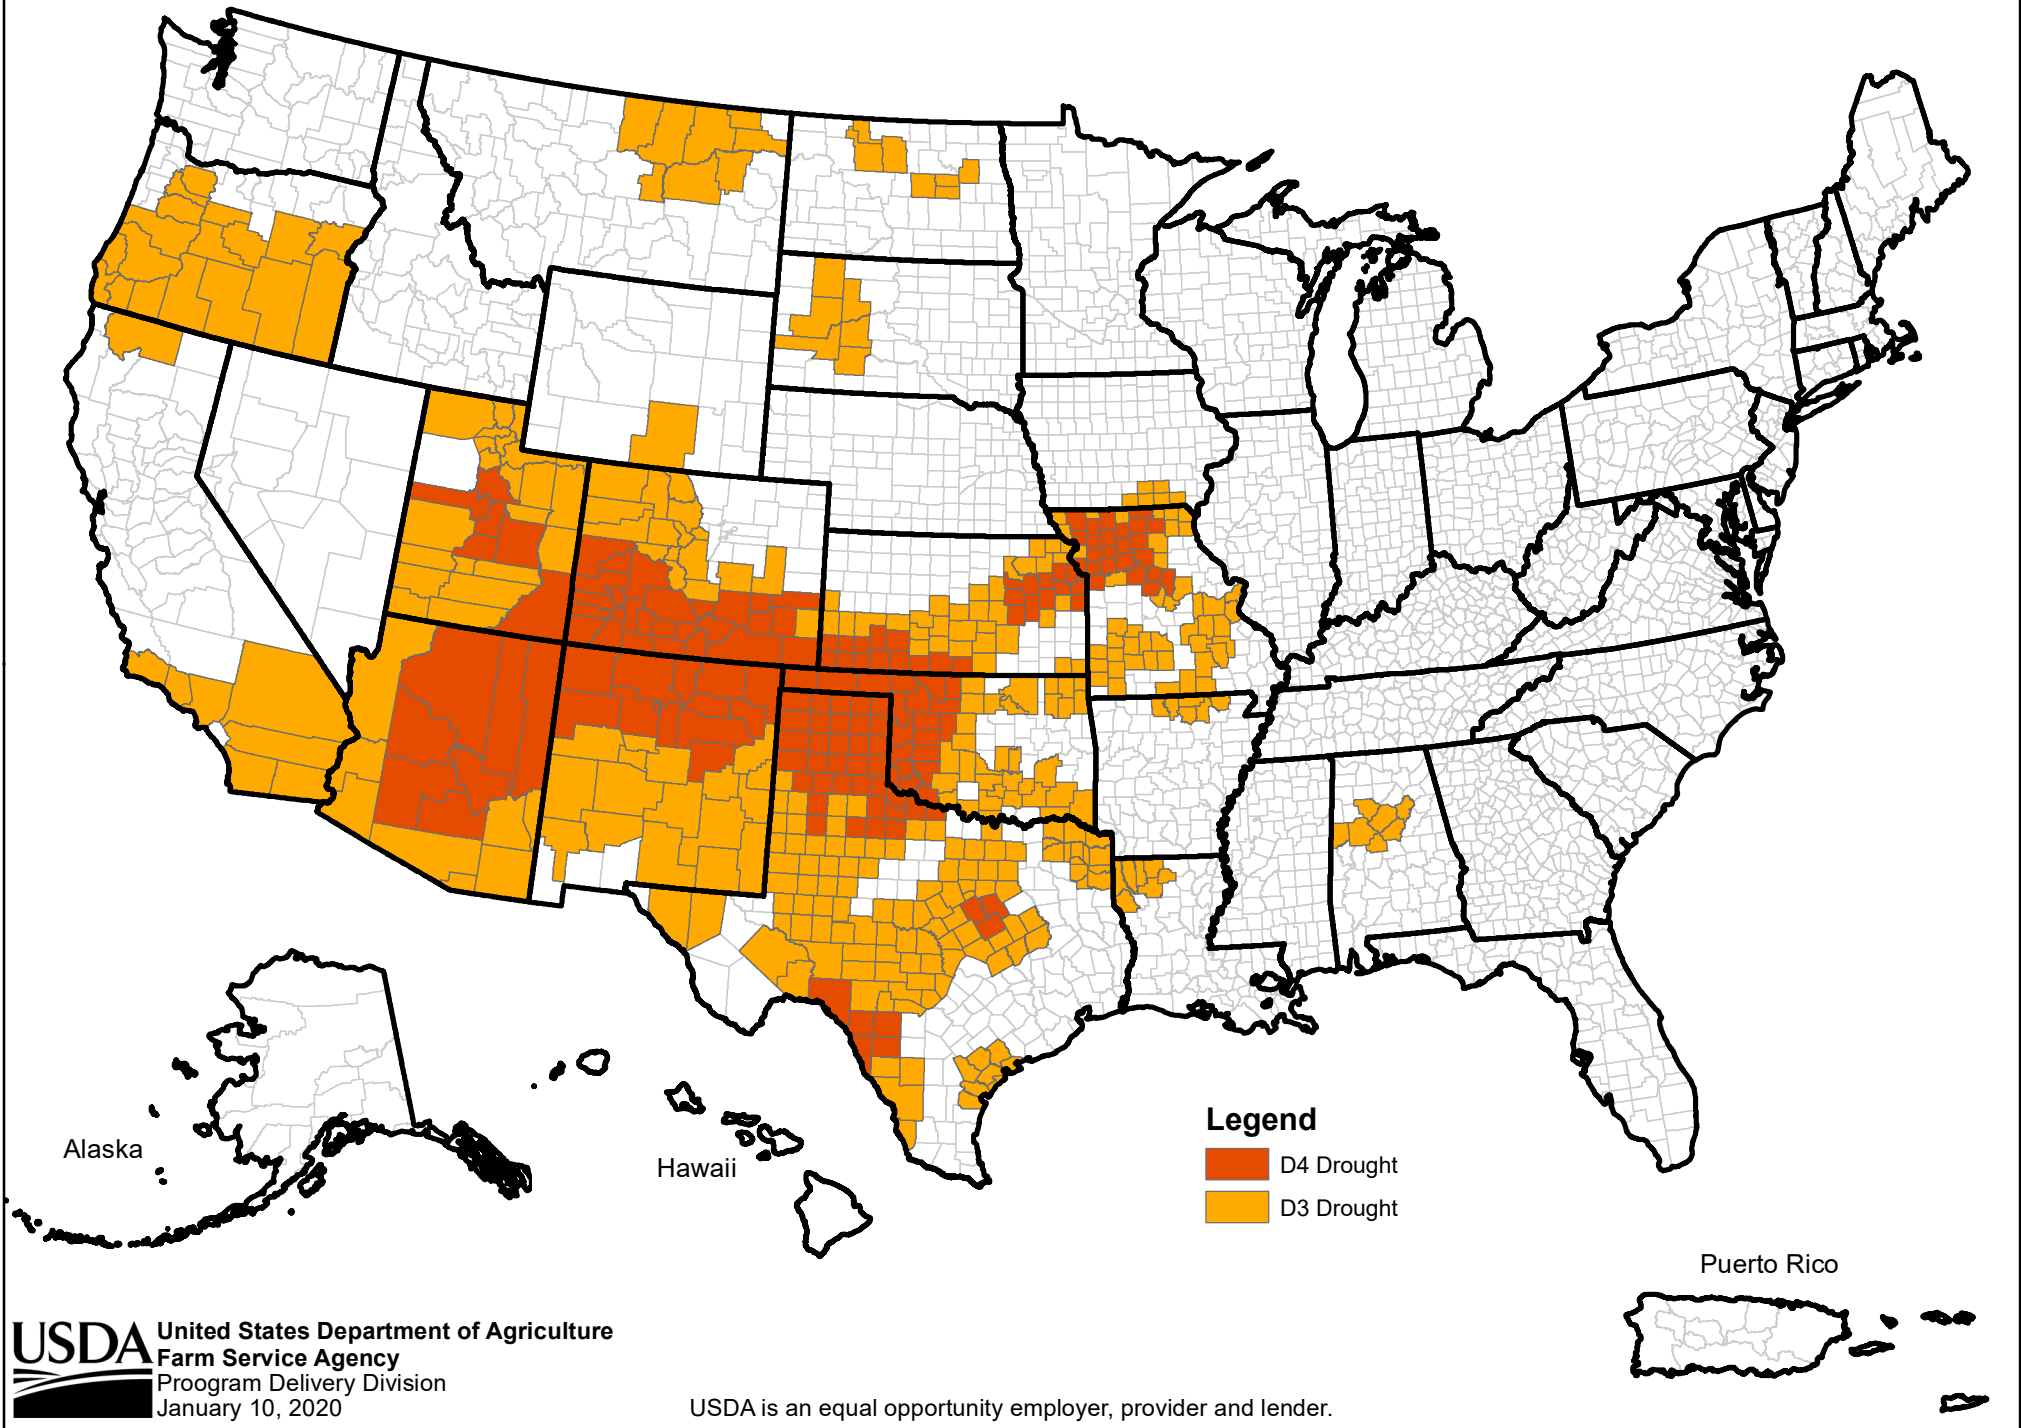 Legend
D4 Drought
D3 Drought
Alaska
Hawaii
Puerto Rico
USDA
United States Department of Agriculture
Farm Service Agency
Proogram Delivery Division
January 10, 2020
USDA is an equal opportunity employer, provider and lender.